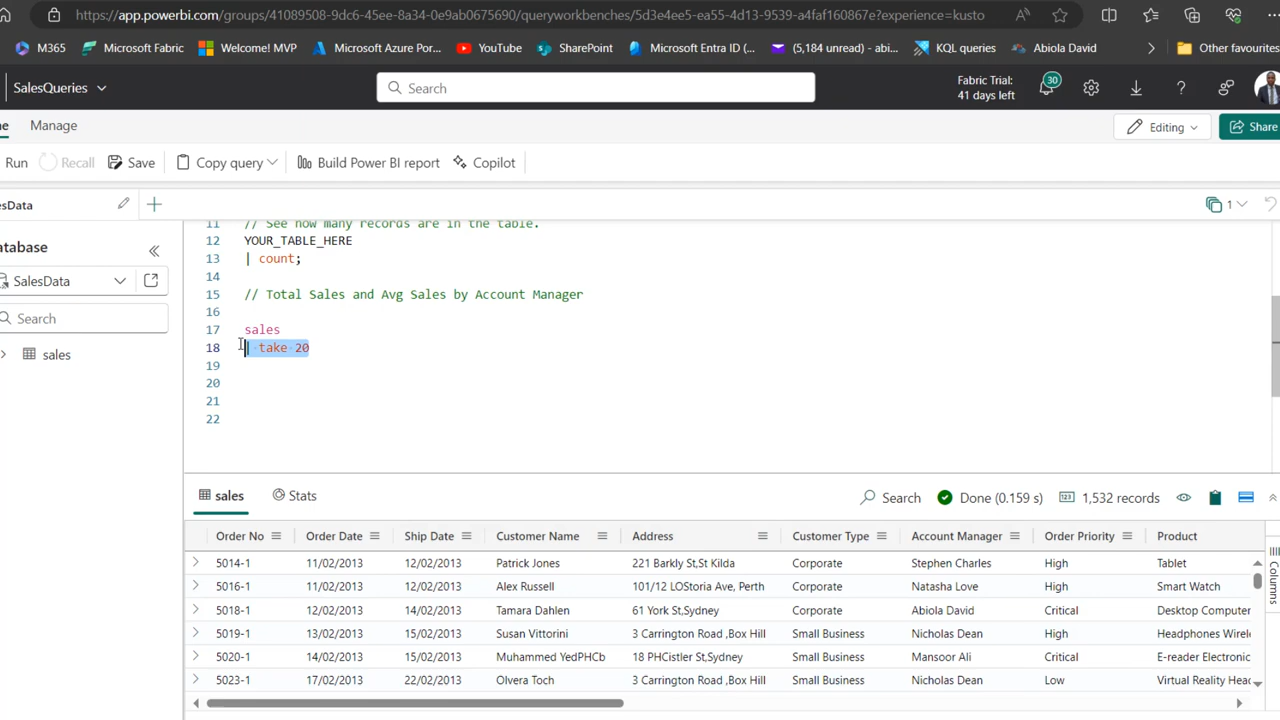 https://app.powerbi.com/groups/41089508-9dc6-45ee-8a34-0e9ab0675690/queryworkbenches/5d3e4ee5-ea55-4d13-9539-a4faf160867e?experience=kusto
M365 Microsoft Fabric Welcome! MVP Microsoft Azure Por... YouTube SharePoint Microsoft Entra ID (... (5,184 unread) - abi... KQL queries Abiola David Other favourites
SalesQueries Search Fabric Trial: 30
41 days left
me Manage Editing Share
Run Recall Save Copy query Build Power BI report Copilot
esData 1
11 // See how many records are in the table.
atabase 12 YOUR_TABLE_HERE
13 | count;
SalesData 14
15 // Total Sales and Avg Sales by Account Manager
Search 16
17 sales
sales 18 | take 20
19
20
21
22
sales Stats Search Done (0.159 s) 1,532 records
Order No Order Date Ship Date Customer Name Address Customer Type Account Manager Order Priority Product
5014-1 11/02/2013 12/02/2013 Patrick Jones 221 Barkly St,St Kilda Corporate Stephen Charles High Tablet
5016-1 11/02/2013 12/02/2013 Alex Russell 101/12 LOStoria Ave, Perth Corporate Natasha Love High Smart Watch
5018-1 12/02/2013 14/02/2013 Tamara Dahlen 61 York St,Sydney Corporate Abiola David Critical Desktop Computer
5019-1 13/02/2013 15/02/2013 Susan Vittorini 3 Carrington Road ,Box Hill Small Business Nicholas Dean High Headphones Wirele
5020-1 14/02/2013 15/02/2013 Muhammed YedPHCb 18 PHCistler St,Sydney Small Business Mansoor Ali Critical E-reader Electronic
5023-1 17/02/2013 22/02/2013 Olvera Toch 3 Carrington Road ,Box Hill Small Business Nicholas Dean Low Virtual Reality Head
Columns